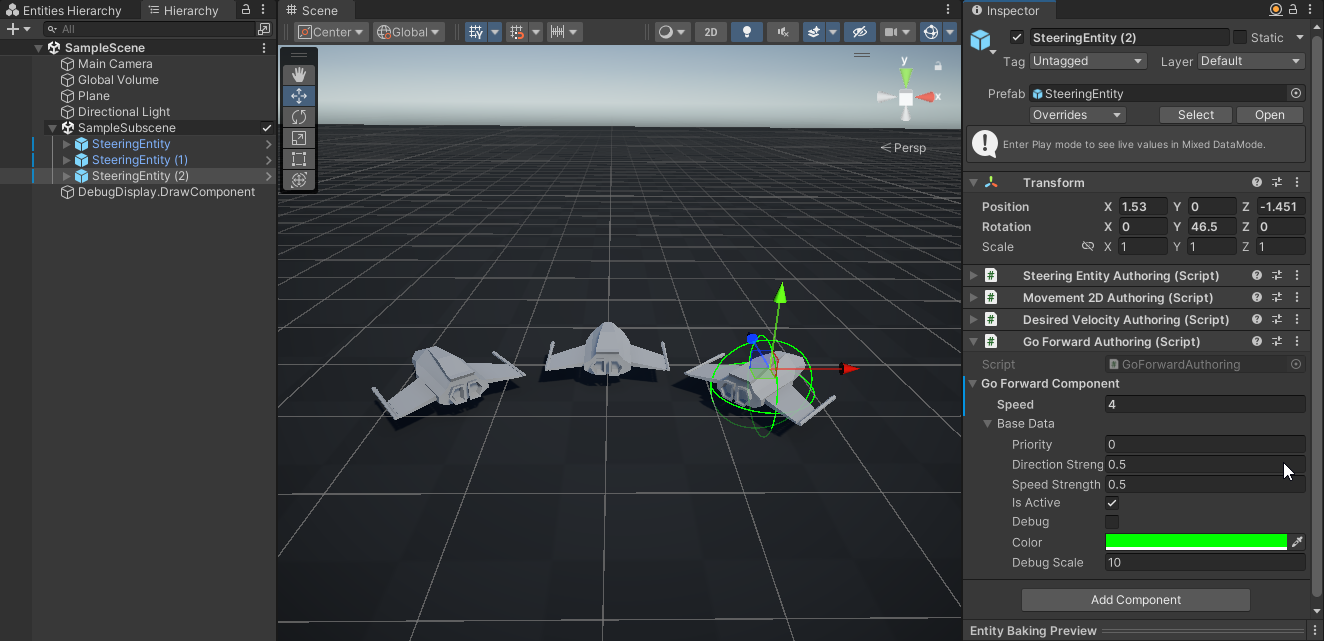 Entities Hierarchy
Hierarchy
All
SampleScene
Main Camera
Global Volume
Plane
Directional Light
SampleSubscene
SteeringEntity
SteeringEntity (1)
SteeringEntity (2)
DebugDisplay.DrawComponent
Scene
Center
Global
2D
y
x
Persp
Inspector
SteeringEntity (2)
Static
Tag Untagged Layer Default
Prefab SteeringEntity
Overrides Select Open
Enter Play mode to see live values in Mixed DataMode.
Transform
Position X 1.53 Y 0 Z -1.451
Rotation X 0 Y 46.5 Z 0
Scale X 1 Y 1 Z 1
# Steering Entity Authoring (Script)
# Movement 2D Authoring (Script)
# Desired Velocity Authoring (Script)
# Go Forward Authoring (Script)
Script GoForwardAuthoring
Go Forward Component
Speed 4
Base Data
Priority 0
Direction Streng 0.5
Speed Strength 0.5
Is Active
Debug
Color
Debug Scale 10
Add Component
Entity Baking Preview